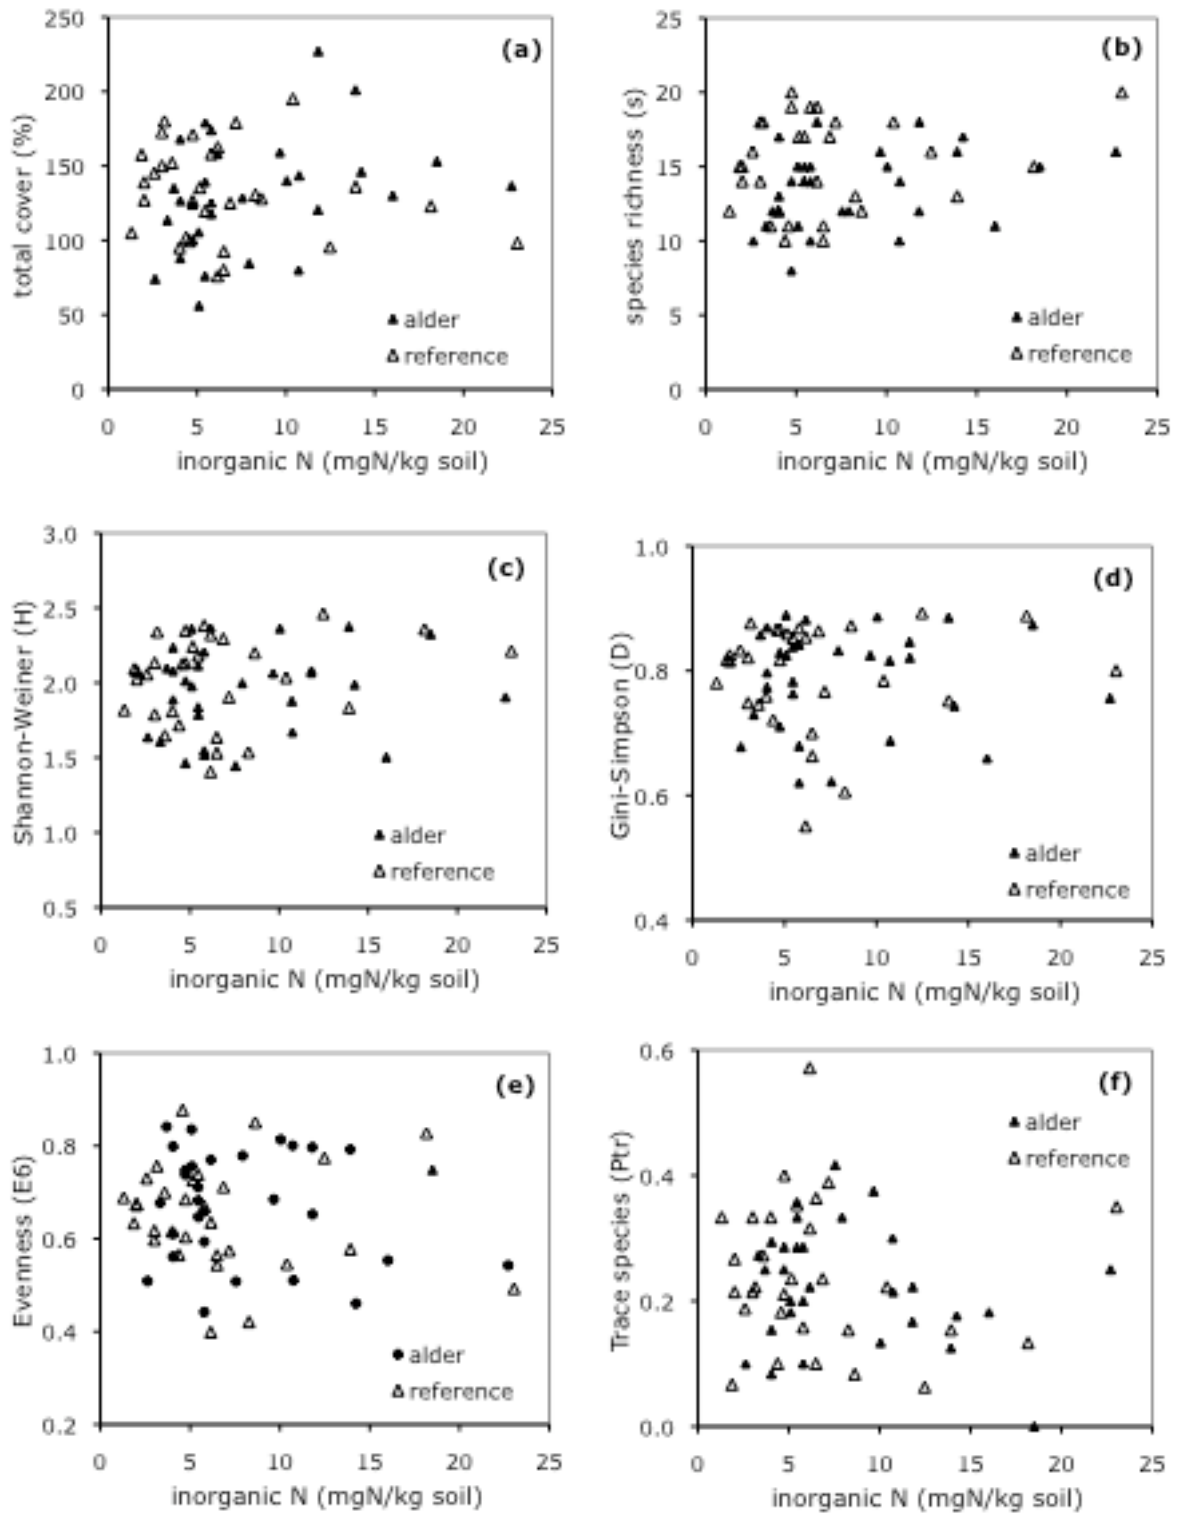 (a)
total cover (%)
250
200
150
100
50
0
alder
reference
0 5 10 15 20 25
inorganic N (mgN/kg soil)
(b)
species richness (s)
25
20
15
10
5
0
alder
reference
0 5 10 15 20 25
inorganic N (mgN/kg soil)
(c)
Shannon-Weiner (H)
3.0
2.5
2.0
1.5
1.0
0.5
alder
reference
0 5 10 15 20 25
inorganic N (mgN/kg soil)
(d)
Gini-Simpson (D)
1.0
0.8
0.6
0.4
alder
reference
0 5 10 15 20 25
inorganic N (mgN/kg soil)
(e)
Evenness (E6)
1.0
0.8
0.6
0.4
0.2
alder
reference
0 5 10 15 20 25
inorganic N (mgN/kg soil)
(f)
Trace species (Ptr)
0.6
0.4
0.2
0.0
alder
reference
0 5 10 15 20 25
inorganic N (mgN/kg soil)